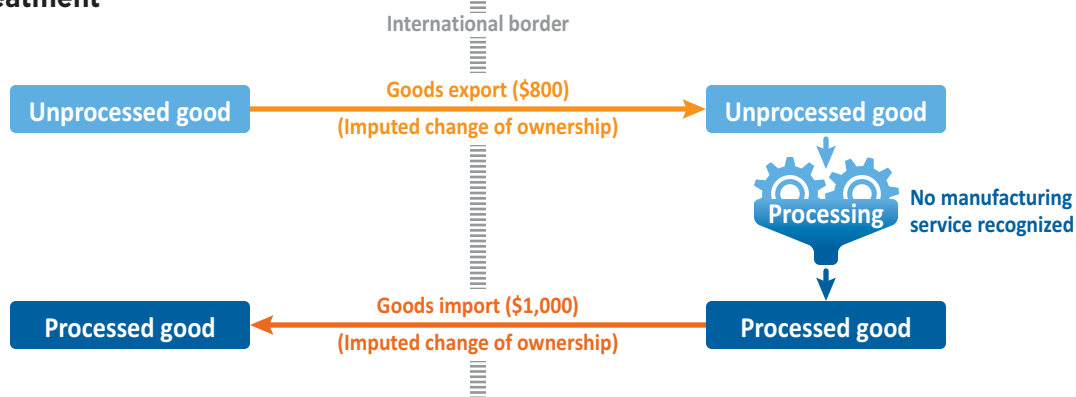 International border
Goods export ($800)
Unprocessed good
Unprocessed good
(Imputed change of ownership)
Processing
No manufacturing
service recognized
Goods import ($1,000)
Processed good
Processed good
(Imputed change of ownership)